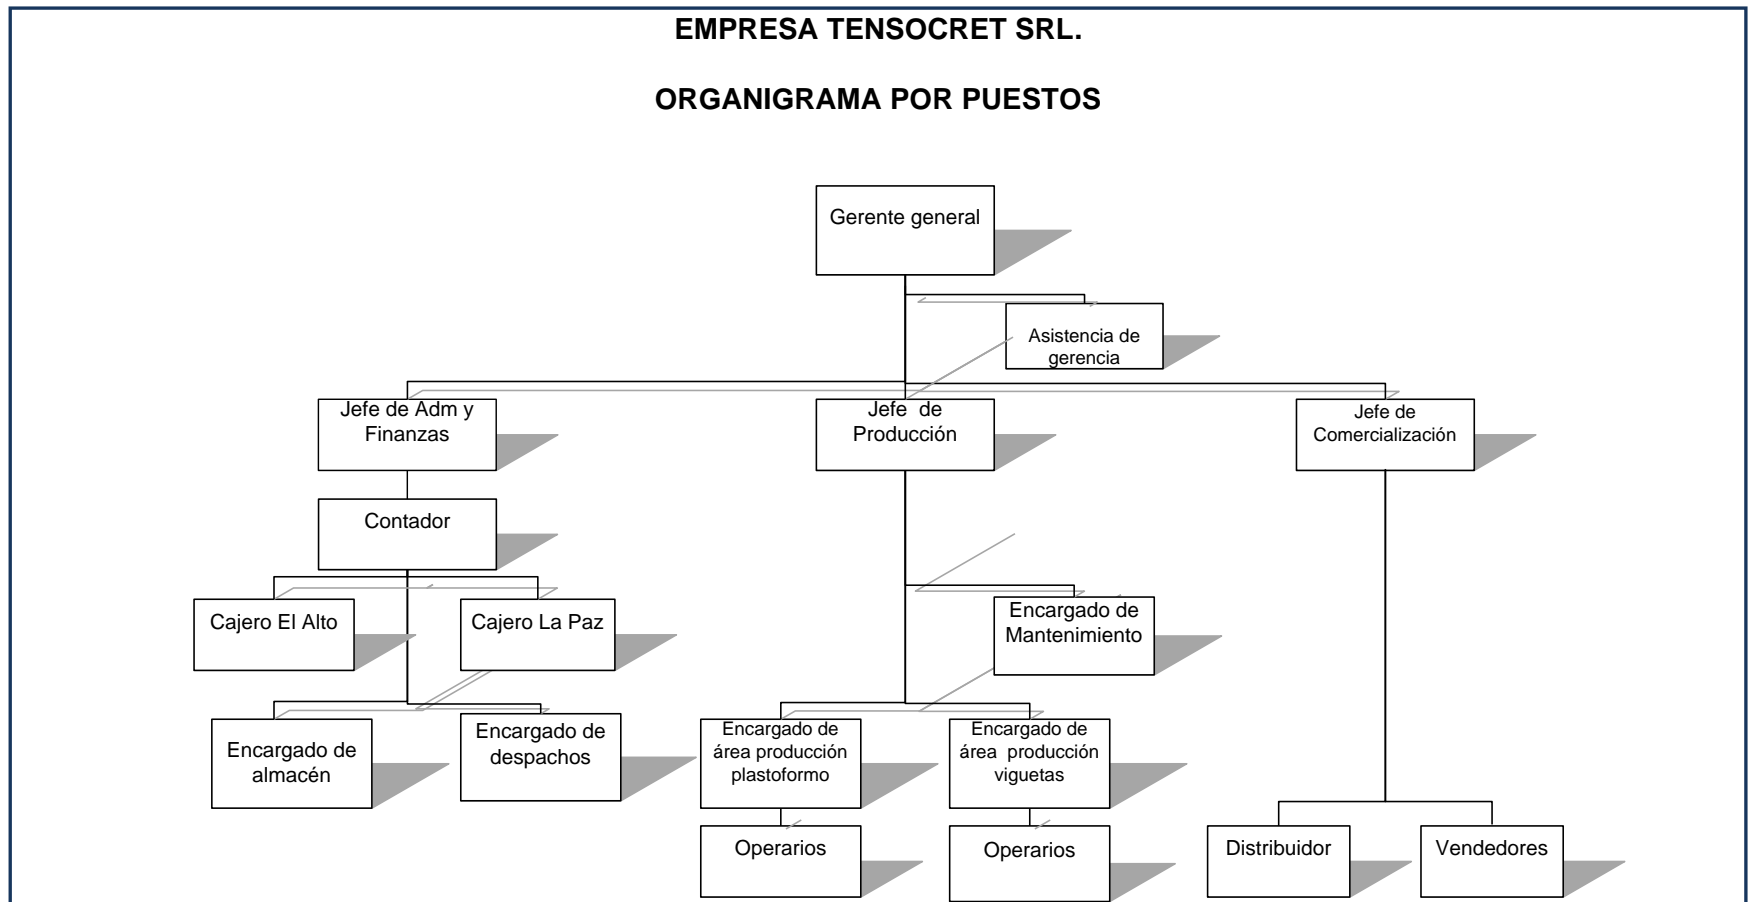 EMPRESA TENSOCRET SRL.
ORGANIGRAMA POR PUESTOS
Gerente general
Asistencia de
gerencia
Jefe de Adm y
Finanzas
Jefe de
Producción
Jefe de
Comercialización
Contador
Cajero El Alto
Cajero La Paz
Encargado de
Mantenimiento
Encargado de
almacén
Encargado de
despachos
Encargado de
área producción
plastoformo
Encargado de
área producción
viguetas
Operarios
Operarios
Distribuidor
Vendedores